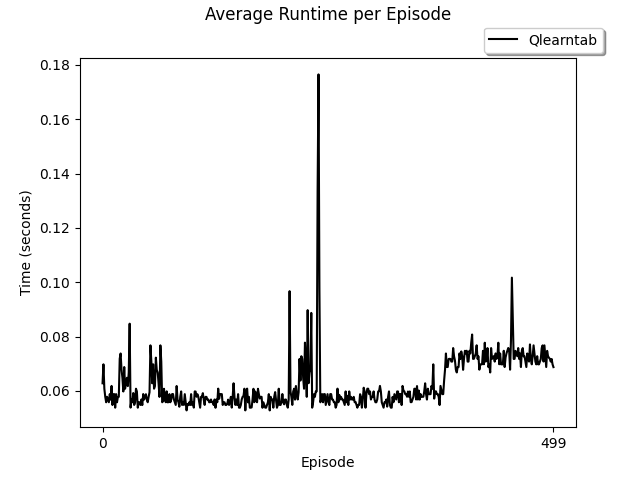 Average Runtime per Episode
Qlearntab
0.18
0.16
0.14
0.12
0.10
0.08
0.06
Time (seconds)
0
499
Episode